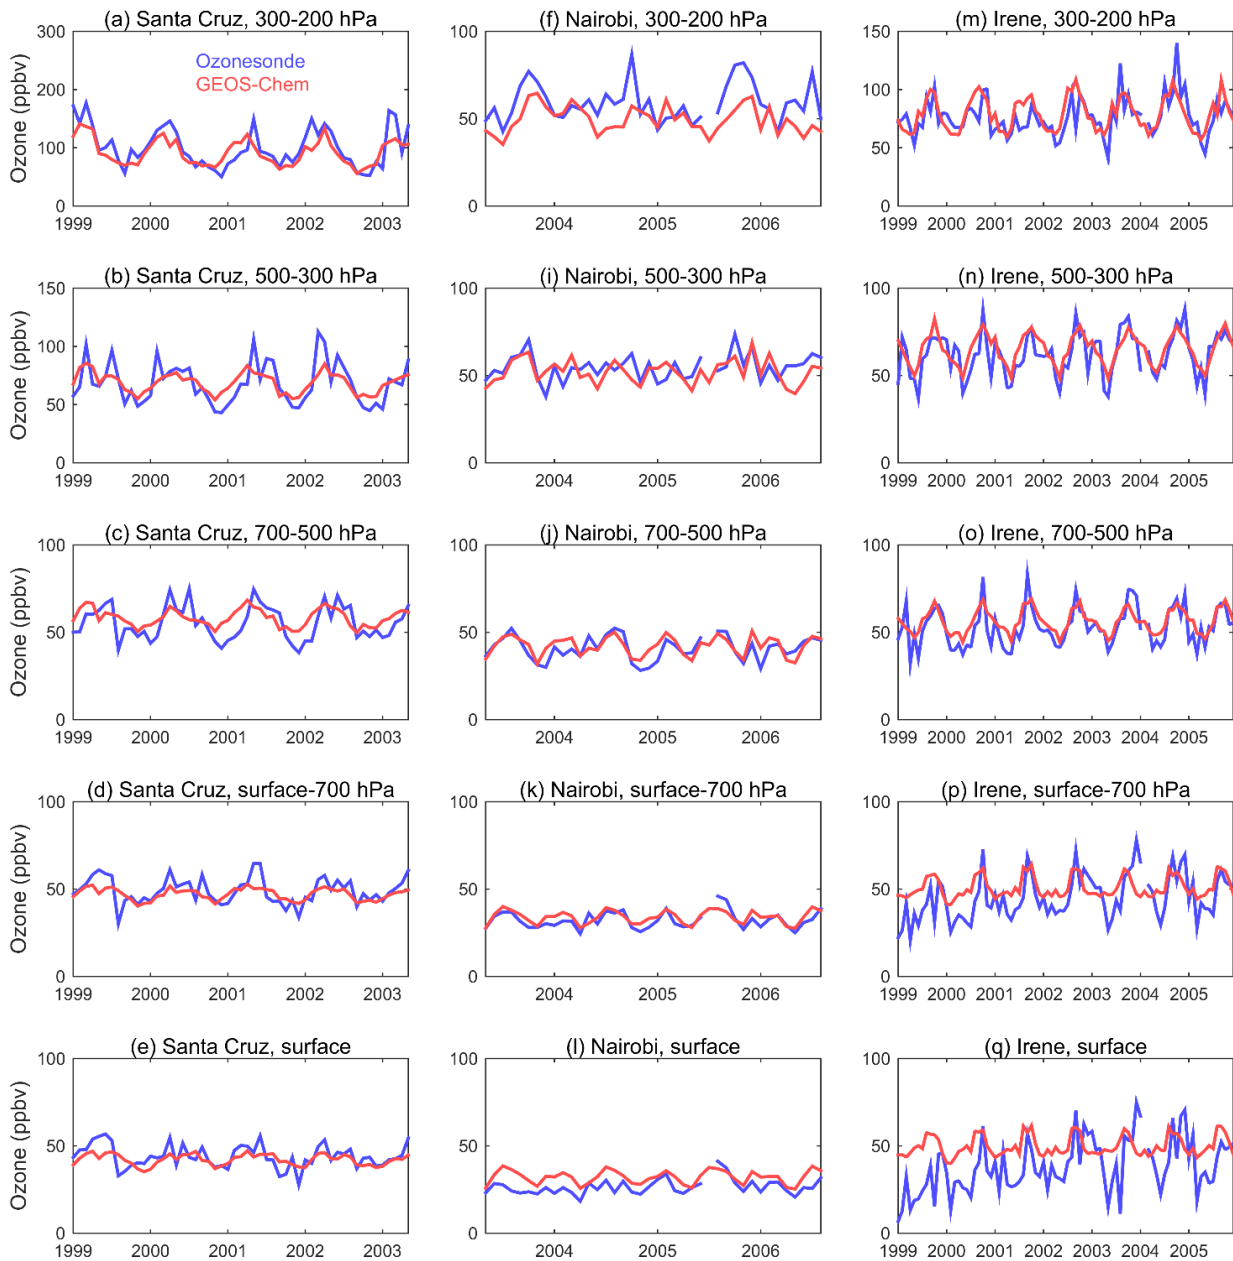 (a) Santa Cruz, 300-200 hPa
Ozone (ppbv)
300
200
100
0
Ozonesonde
GEOS-Chem
1999 2000 2001 2002 2003
(f) Nairobi, 300-200 hPa
100
50
0
2004 2005 2006
(m) Irene, 300-200 hPa
150
100
50
0
1999 2000 2001 2002 2003 2004 2005
(b) Santa Cruz, 500-300 hPa
Ozone (ppbv)
150
100
50
0
1999 2000 2001 2002 2003
(i) Nairobi, 500-300 hPa
100
50
0
2004 2005 2006
(n) Irene, 500-300 hPa
100
50
0
1999 2000 2001 2002 2003 2004 2005
(c) Santa Cruz, 700-500 hPa
Ozone (ppbv)
100
50
0
1999 2000 2001 2002 2003
(j) Nairobi, 700-500 hPa
100
50
0
2004 2005 2006
(o) Irene, 700-500 hPa
100
50
0
1999 2000 2001 2002 2003 2004 2005
(d) Santa Cruz, surface-700 hPa
Ozone (ppbv)
100
50
0
1999 2000 2001 2002 2003
(k) Nairobi, surface-700 hPa
100
50
0
2004 2005 2006
(p) Irene, surface-700 hPa
100
50
0
1999 2000 2001 2002 2003 2004 2005
(e) Santa Cruz, surface
Ozone (ppbv)
100
50
0
1999 2000 2001 2002 2003
(l) Nairobi, surface
100
50
0
2004 2005 2006
(q) Irene, surface
100
50
0
1999 2000 2001 2002 2003 2004 2005